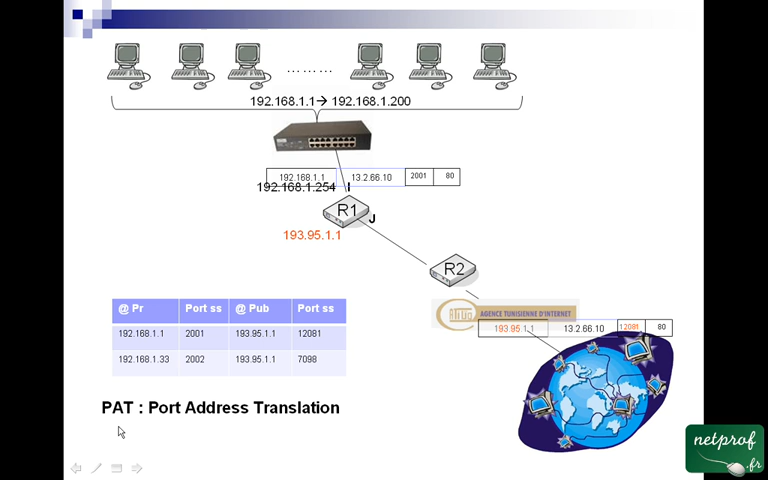 ………
192.168.1.1→ 192.168.1.200
192.168.1.1 13.2.66.10 2001 80
192.168.1.254 I
R1
J
193.95.1.1
R2
AGENCE TUNISIENNE D'INTERNET
193.95.1.1 13.2.66.10 12081 80
@ Pr Port ss @ Pub Port ss
192.168.1.1 2001 193.95.1.1 12081
192.168.1.33 2002 193.95.1.1 7098
PAT : Port Address Translation
netprof
.fr